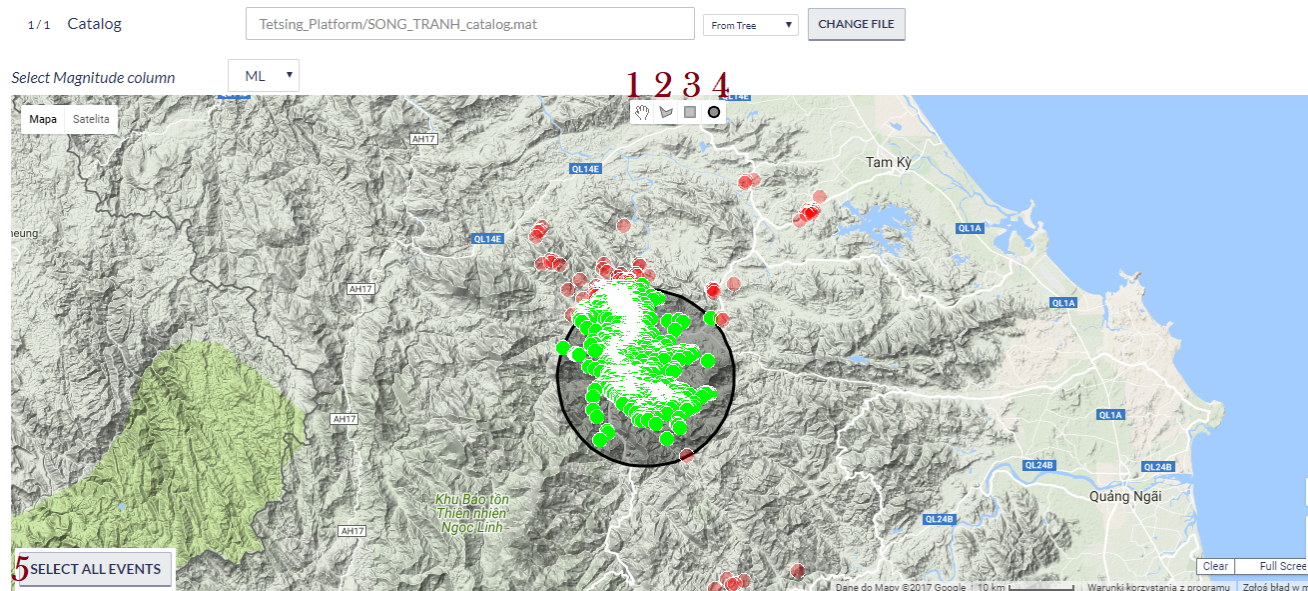 1 / 1 Catalog Tetsing_Platform/SONG_TRANH_catalog.mat From Tree CHANGE FILE
Select Magnitude column ML
1 2 3 4
Mapa Satelita
AH17
QL14E
Tam Kỳ
QL14E
QL1A
AH17
QL1A
AH17
QL1A
QL24B
QL24B
Quảng Ngãi
Khu Bảo tồn
Thiên nhiên
Ngọc Linh
QL24B
AH17
5 SELECT ALL EVENTS
Clear Full Scree
Dane do Mapy ©2017 Google 10 km Warunki korzystania z programu Zgłoś błąd w m